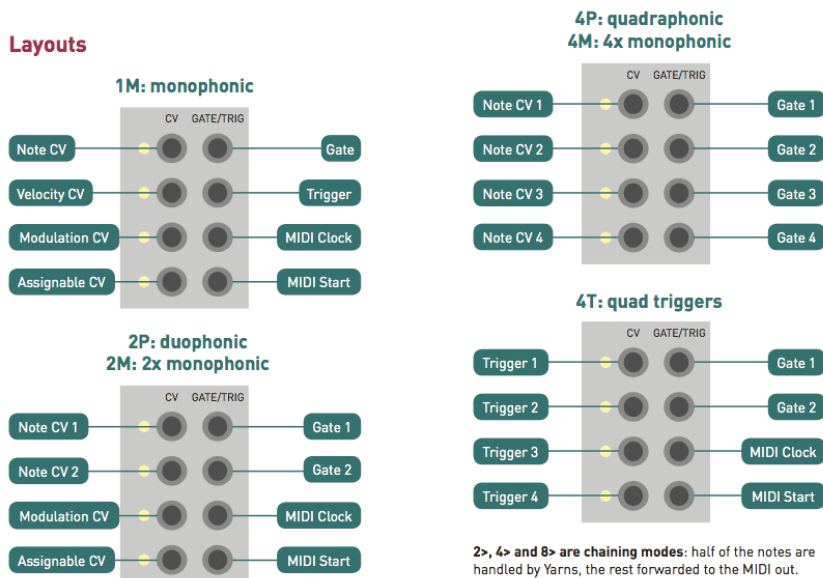 Layouts
1M: monophonic
CV GATE/TRIG
Note CV Gate
Velocity CV Trigger
Modulation CV MIDI Clock
Assignable CV MIDI Start
2P: duophonic
2M: 2x monophonic
CV GATE/TRIG
Note CV 1 Gate 1
Note CV 2 Gate 2
Modulation CV MIDI Clock
Assignable CV MIDI Start
4P: quadraphonic
4M: 4x monophonic
CV GATE/TRIG
Note CV 1 Gate 1
Note CV 2 Gate 2
Note CV 3 Gate 3
Note CV 4 Gate 4
4T: quad triggers
CV GATE/TRIG
Trigger 1 Gate 1
Trigger 2 Gate 2
Trigger 3 MIDI Clock
Trigger 4 MIDI Start
2>, 4> and 8> are chaining modes: half of the notes are
handled by Yarns, the rest forwarded to the MIDI out.